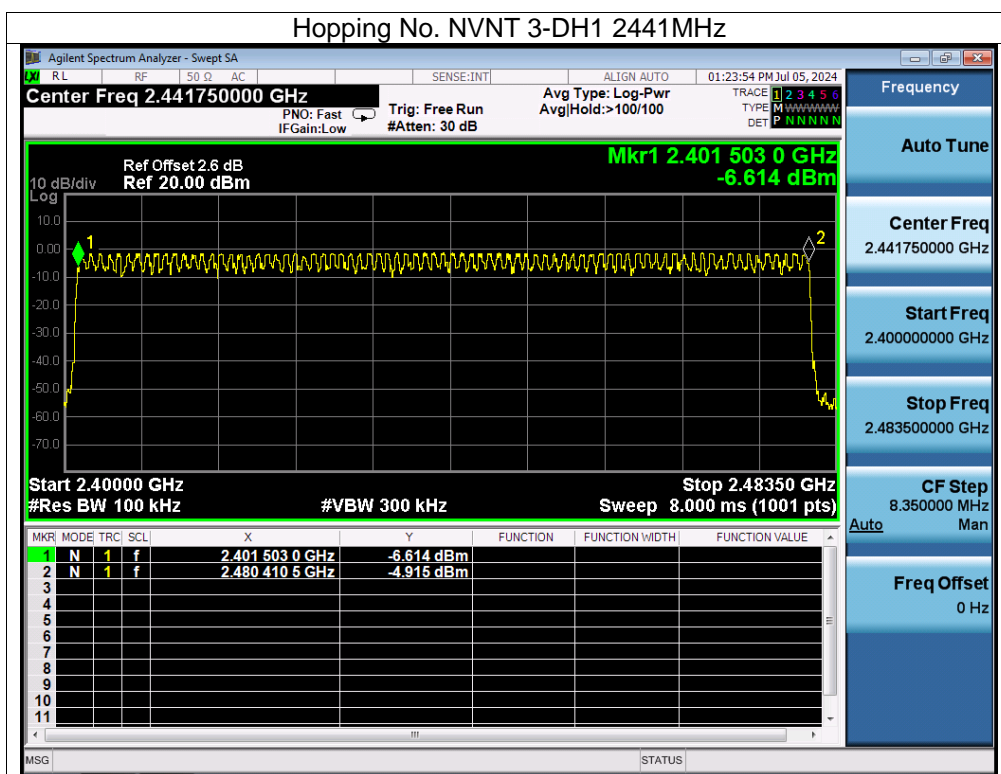 Hopping No. NVNT 3-DH1 2441MHz
Agilent Spectrum Analyzer - Swept SA
LXI RL RF 50 Ω AC SENSE:INT ALIGN AUTO 01:23:54 PM Jul 05, 2024
Center Freq 2.441750000 GHz
PNO: Fast
IFGain:Low
Trig: Free Run
#Atten: 30 dB
Avg Type: Log-Pwr
Avg|Hold:>100/100
TRACE 1 2 3 4 5 6
TYPE M WWWWW
DET P N N N N N
Ref Offset 2.6 dB
10 dB/div Ref 20.00 dBm
Log
Mkr1 2.401 503 0 GHz
-6.614 dBm
10.0
0.00
-10.0
-20.0
-30.0
-40.0
-50.0
-60.0
-70.0
1
2
Start 2.40000 GHz Stop 2.48350 GHz
#Res BW 100 kHz #VBW 300 kHz Sweep 8.000 ms (1001 pts)
MKR MODE TRC SCL X Y FUNCTION FUNCTION WIDTH FUNCTION VALUE
1 N 1 f 2.401 503 0 GHz -6.614 dBm
2 N 1 f 2.480 410 5 GHz -4.915 dBm
3
4
5
6
7
8
9
10
11
MSG STATUS
Frequency
Auto Tune
Center Freq
2.441750000 GHz
Start Freq
2.400000000 GHz
Stop Freq
2.483500000 GHz
CF Step
8.350000 MHz
Auto Man
Freq Offset
0 Hz